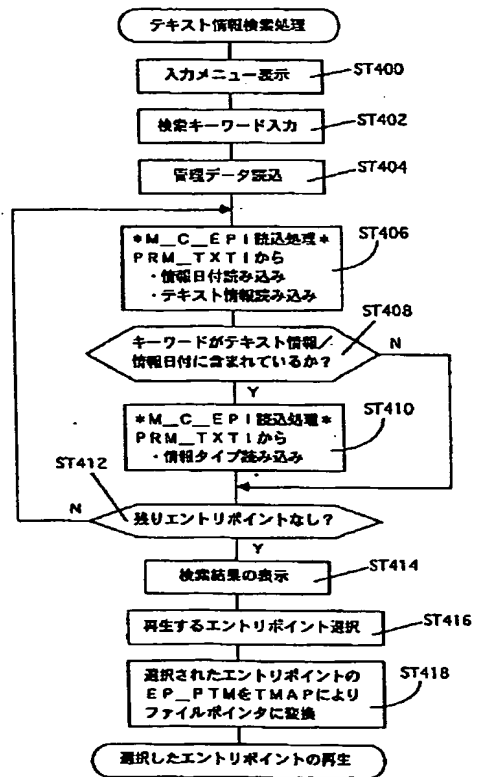 テキスト情報検索処理
入力メニュー表示
ST400
検索キーワード入力
ST402
管理データ読込
ST404
*M__C__EPI読込処理*
PRM__TXTIから
・情報日付読み込み
・テキスト情報読み込み
ST406
キーワードがテキスト情報/
情報日付に含まれているか?
ST408
N
Y
*M__C__EPI読込処理*
PRM__TXTIから
・情報タイプ読み込み
ST410
ST412
N
残りエントリポイントなし?
Y
検索結果の表示
ST414
再生するエントリポイント選択
ST416
選択されたエントリポイントの
EP__PTMをTMAPにより
ファイルポインタに変換
ST418
選択したエントリポイントの再生